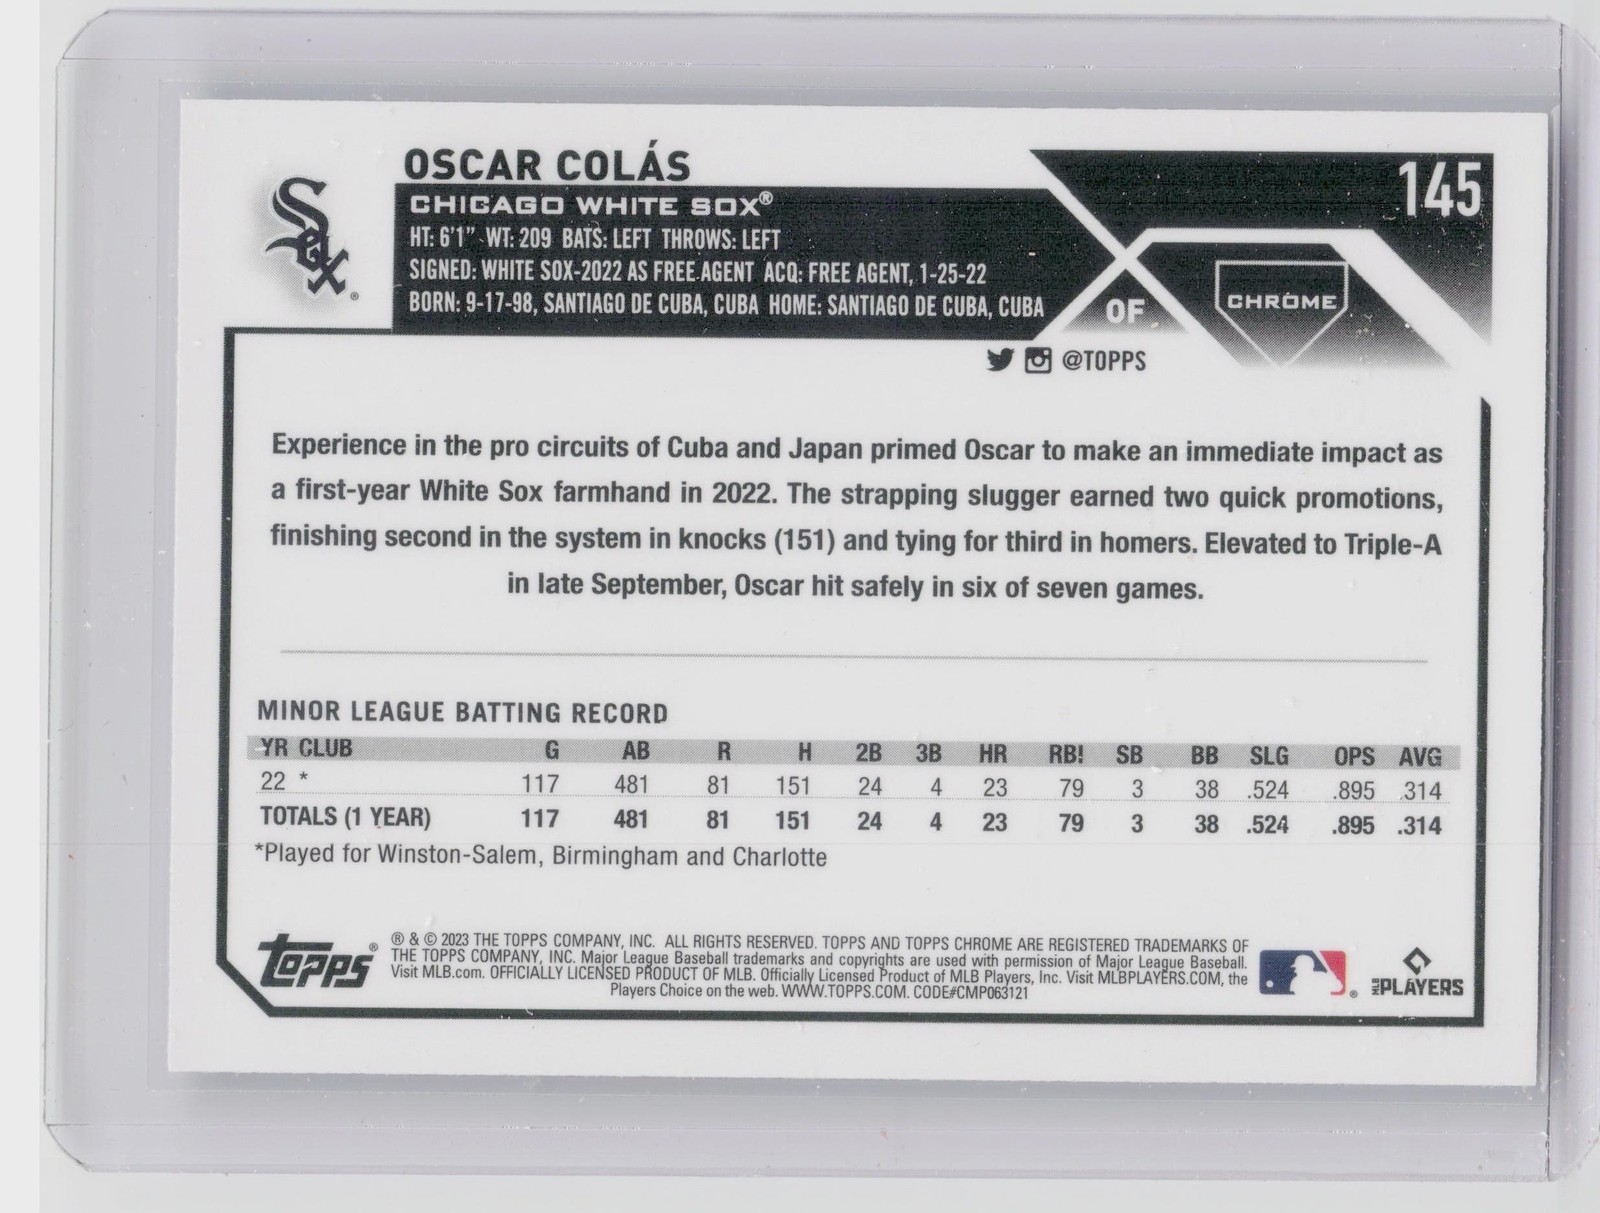 OSCAR COLÁS
145
Sox®
CHICAGO WHITE SOX®
HT: 6'1" WT: 209 BATS: LEFT THROWS: LEFT
SIGNED: WHITE SOX-2022 AS FREE AGENT ACQ: FREE AGENT, 1-25-22
BORN: 9-17-98, SANTIAGO DE CUBA, CUBA HOME: SANTIAGO DE CUBA, CUBA
OF
CHROME
@TOPPS
Experience in the pro circuits of Cuba and Japan primed Oscar to make an immediate impact as
a first-year White Sox farmhand in 2022. The strapping slugger earned two quick promotions,
finishing second in the system in knocks (151) and tying for third in homers. Elevated to Triple-A
in late September, Oscar hit safely in six of seven games.
MINOR LEAGUE BATTING RECORD
YR CLUB G AB R H 2B 3B HR RBI SB BB SLG OPS AVG
22 * 117 481 81 151 24 4 23 79 3 38 .524 .895 .314
TOTALS (1 YEAR) 117 481 81 151 24 4 23 79 3 38 .524 .895 .314
*Played for Winston-Salem, Birmingham and Charlotte
topps®
® & © 2023 THE TOPPS COMPANY, INC. ALL RIGHTS RESERVED. TOPPS AND TOPPS CHROME ARE REGISTERED TRADEMARKS OF
THE TOPPS COMPANY, INC. Major League Baseball trademarks and copyrights are used with permission of Major League Baseball.
Visit MLB.com. OFFICIALLY LICENSED PRODUCT OF MLB. Officially Licensed Product of MLB Players, Inc. Visit MLBPLAYERS.COM, the
Players Choice on the web. WWW.TOPPS.COM. CODE#CMP063121
®
MLB PLAYERS